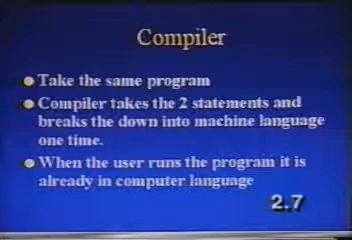 Compiler
Take the same program
Compiler takes the 2 statements and
breaks the down into machine language
one time.
When the user runs the program it is
already in computer language
2.7